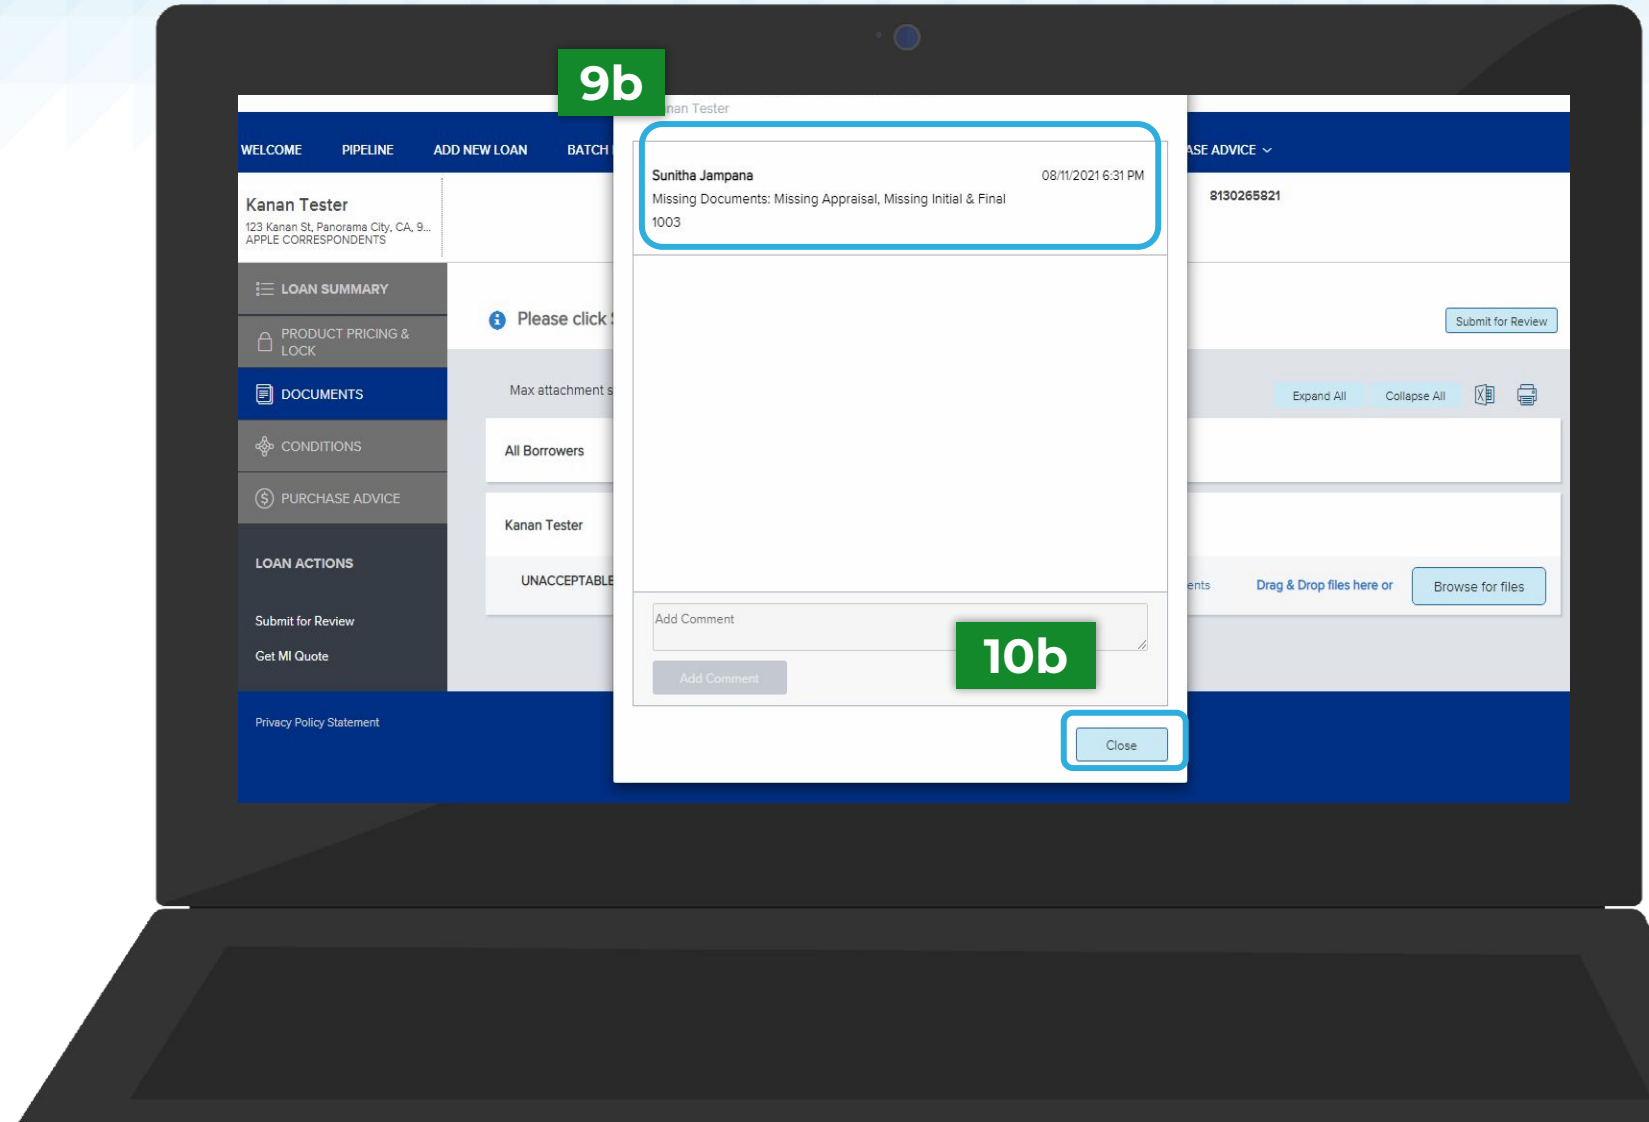 9b
Kanan Tester
WELCOME PIPELINE ADD NEW LOAN BATCH ASE ADVICE
Sunitha Jampana 08/11/2021 6:31 PM
Missing Documents: Missing Appraisal, Missing Initial & Final
1003
Kanan Tester
123 Kanan St, Panorama City, CA, 9...
APPLE CORRESPONDENTS
8130265821
LOAN SUMMARY
PRODUCT PRICING &
LOCK
DOCUMENTS
CONDITIONS
PURCHASE ADVICE
LOAN ACTIONS
Submit for Review
Get MI Quote
Please click
Submit for Review
Max attachment s
Expand All Collapse All
All Borrowers
Kanan Tester
UNACCEPTABLE
ents Drag & Drop files here or Browse for files
Add Comment
10b
Add Comment
Close
Privacy Policy Statement